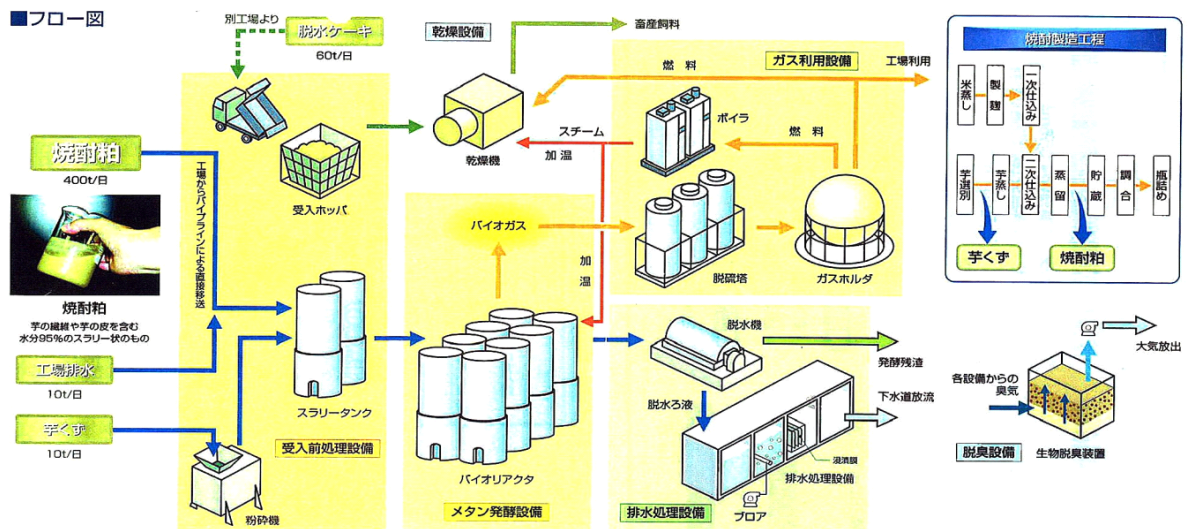 ■フロー図
別工場より
脱水ケーキ
60t/日
乾燥設備
畜産飼料
ガス利用設備
燃料
工場利用
焼酎製造工程
米蒸し
製麹
一次仕込み
芋選別
芋蒸し
二次仕込み
蒸留
貯蔵
調合
瓶詰め
芋くず
焼酎粕
焼酎粕
400t/日
工場からパイプラインによる直接移送
受入ホッパ
乾燥機
スチーム
加温
ボイラ
燃料
バイオガス
加温
脱硫塔
ガスホルダ
焼酎粕
芋の繊維や芋の皮を含む
水分95%のスラリー状のもの
工場排水
10t/日
芋くず
10t/日
スラリータンク
受入前処理設備
粉砕機
バイオリアクタ
メタン発酵設備
脱水機
発酵残渣
脱水ろ液
下水道放流
浸漬膜
排水処理設備
ブロア
排水処理設備
各設備からの
臭気
大気放出
脱臭設備
生物脱臭装置